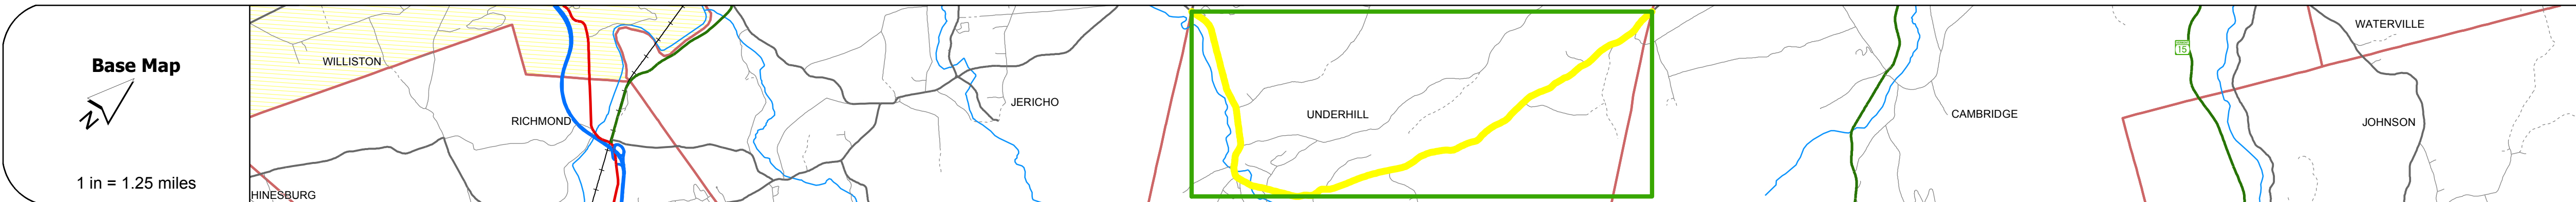 Base Map
N
1 in = 1.25 miles
WILLISTON
HINESBURG
RICHMOND
JERICHO
UNDERHILL
CAMBRIDGE
15
WATERVILLE
JOHNSON